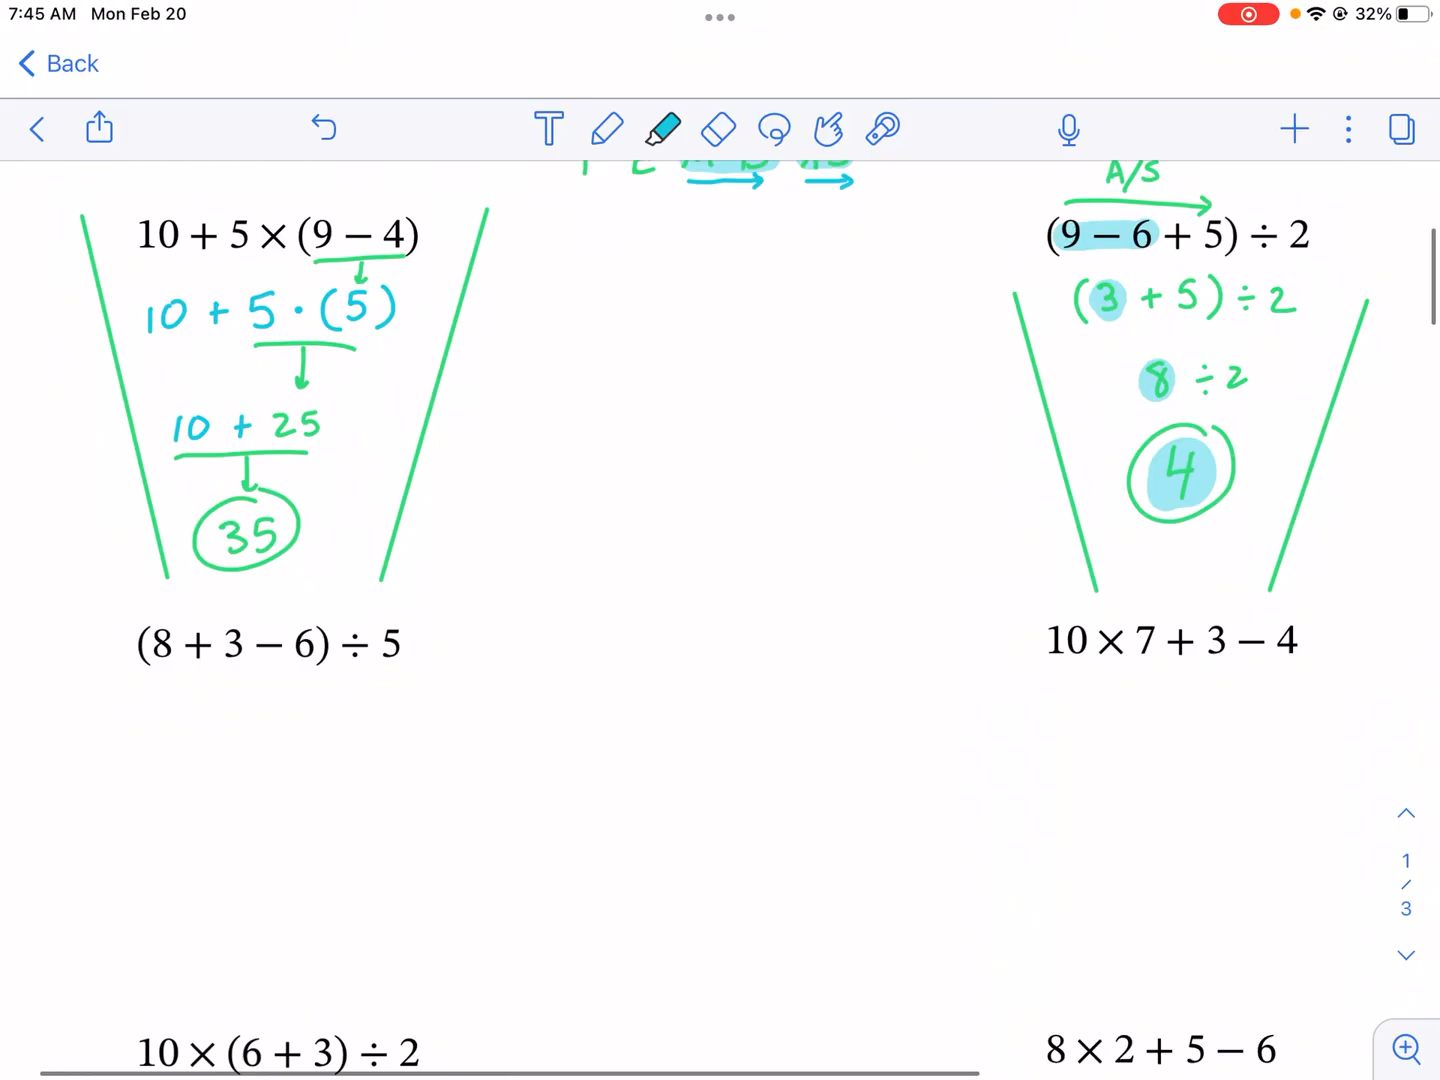 7:45 AM Mon Feb 20
32%
Back
T
A/S
10 + 5 × (9 − 4)
10 + 5 · (5)
10 + 25
35
(9 − 6 + 5) ÷ 2
(3 + 5) ÷ 2
8 ÷ 2
4
(8 + 3 − 6) ÷ 5
10 × 7 + 3 − 4
1
/
3
10 × (6 + 3) ÷ 2
8 × 2 + 5 − 6